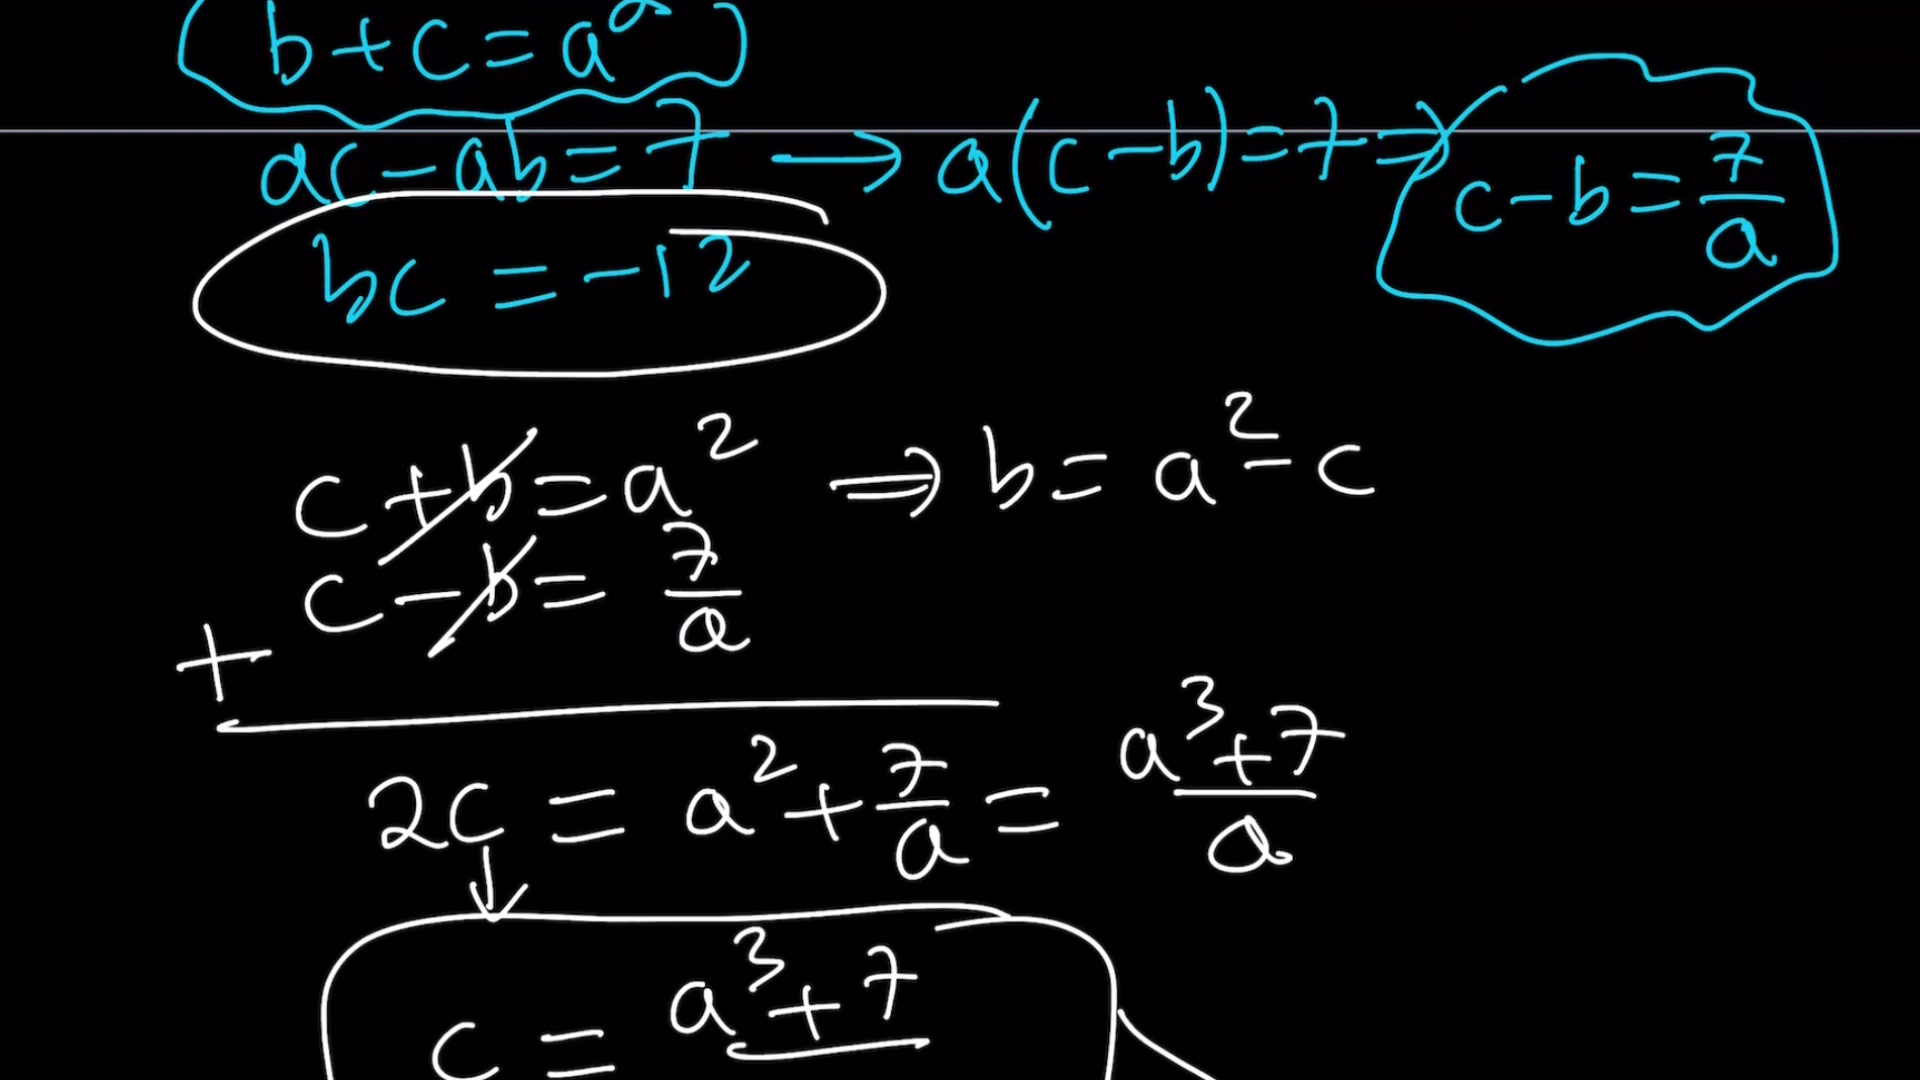 b+c=a²
ac-ab=7 → a(c-b)=7 ⇒ c-b=7/a
bc=-12
c+b=a² ⇒ b=a²-c
c-b=7/a
+
2c=a²+7/a=(a³+7)/a
c=a³+7